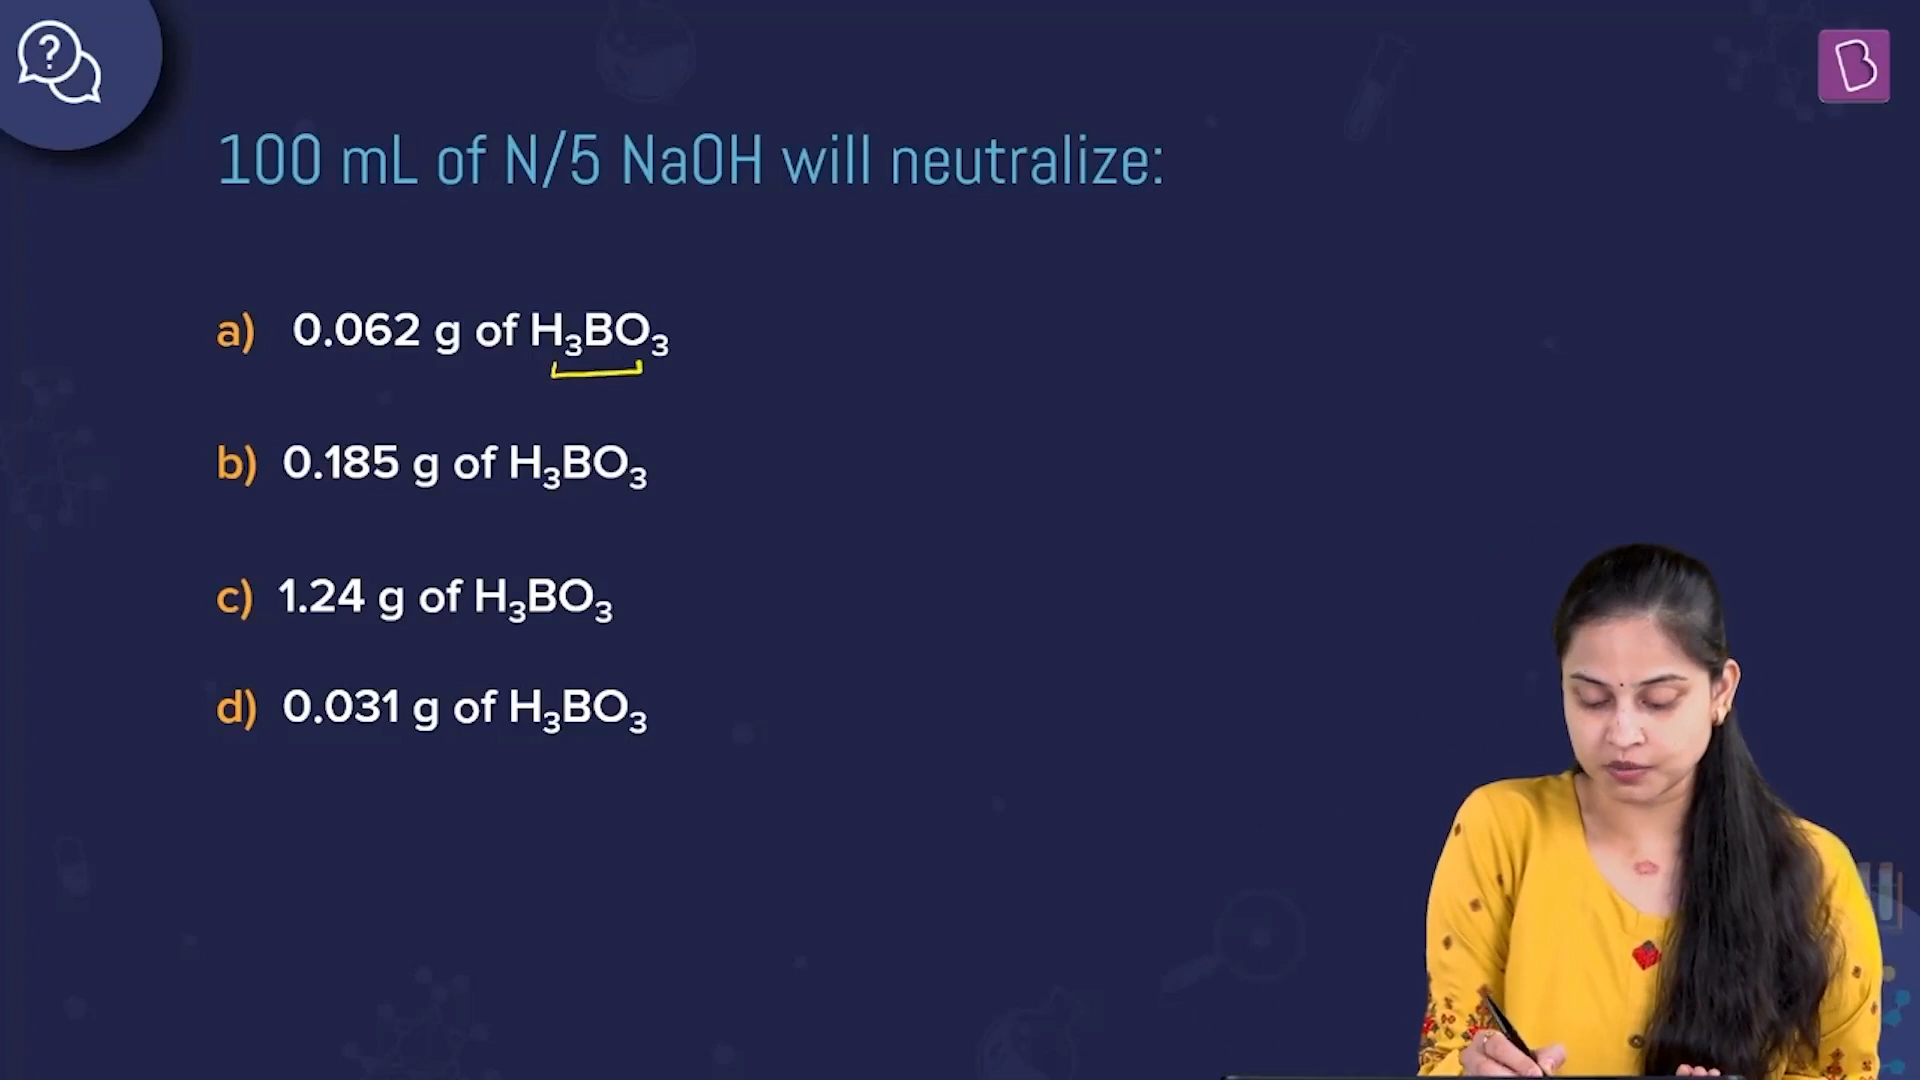 100 mL of N/5 NaOH will neutralize:
a) 0.062 g of H₃BO₃
b) 0.185 g of H₃BO₃
c) 1.24 g of H₃BO₃
d) 0.031 g of H₃BO₃